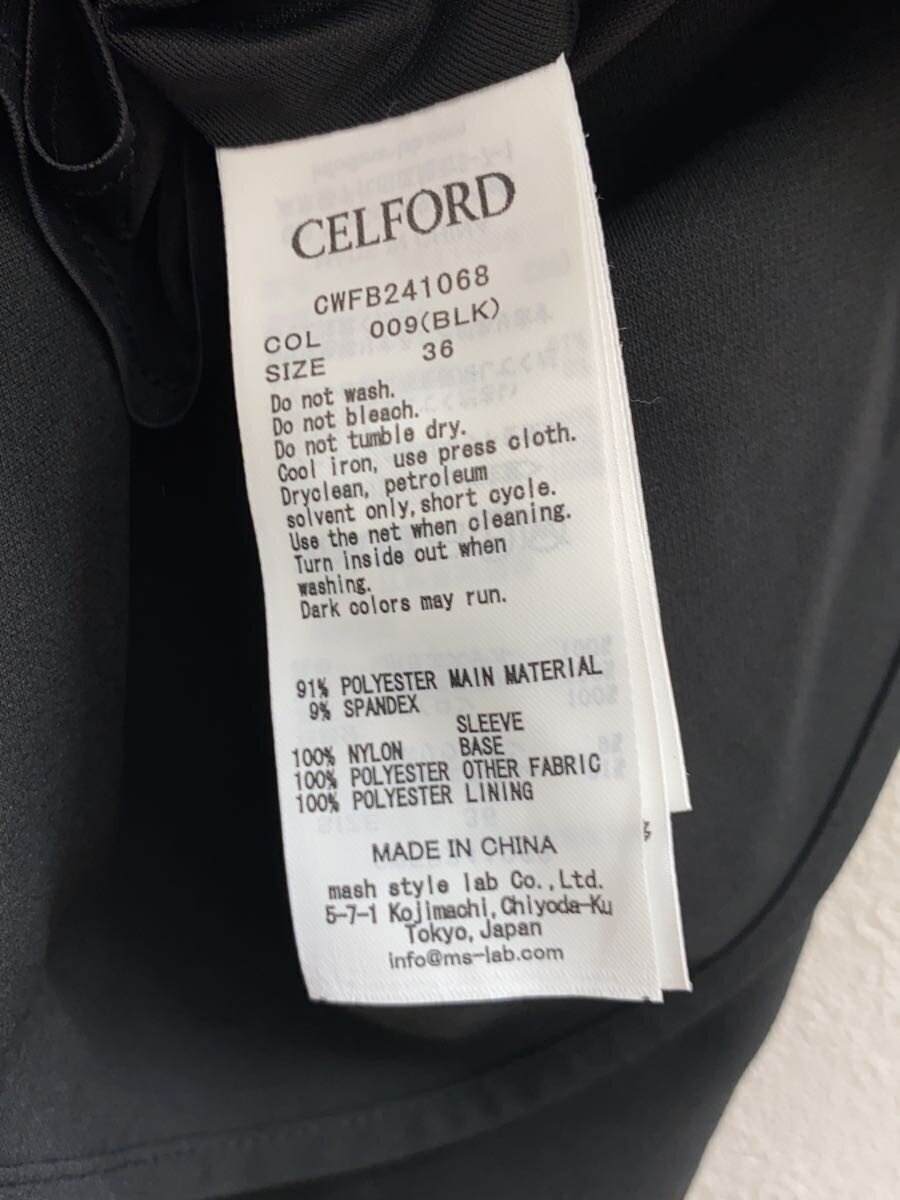 CELFORD
CWFB241068
COL 009(BLK)
SIZE 36
Do not wash.
Do not bleach.
Do not tumble dry.
Cool iron, use press cloth.
Dryclean, petroleum
solvent only,short cycle.
Use the net when cleaning.
Turn inside out when
washing.
Dark colors may run.
91% POLYESTER MAIN MATERIAL
9% SPANDEX
SLEEVE
100% NYLON BASE
100% POLYESTER OTHER FABRIC
100% POLYESTER LINING
MADE IN CHINA
mash style lab Co.,Ltd.
5-7-1 Kojimachi,Chiyoda-Ku
Tokyo,Japan
info@ms-lab.com